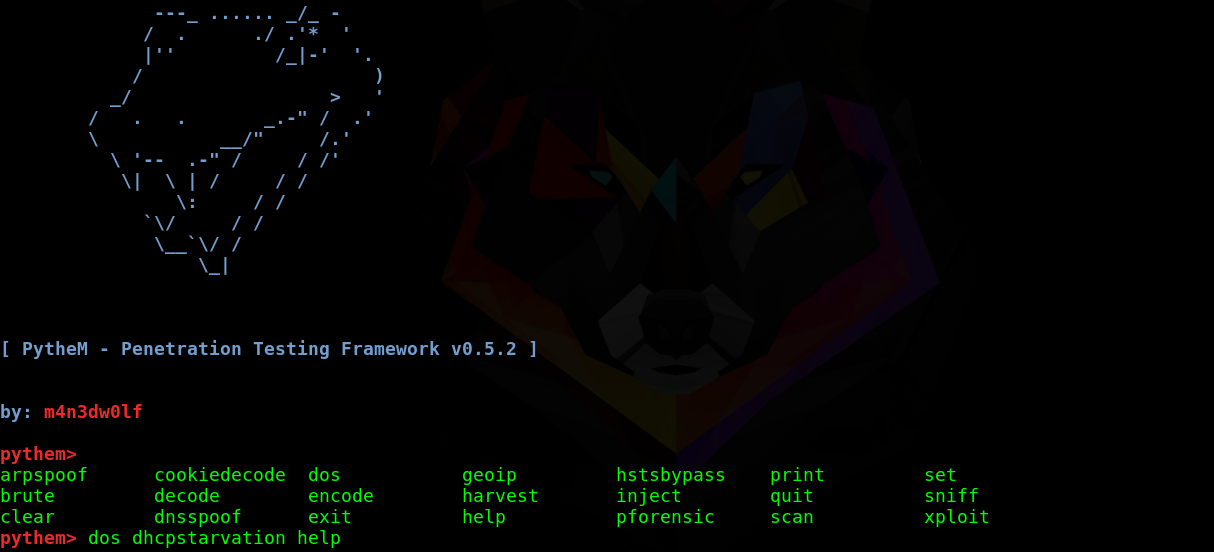 [ PytheM - Penetration Testing Framework v0.5.2 ]
by: m4n3dw0lf
pythem>
arpspoof cookiedecode dos geoip hstsbypass print set
brute decode encode harvest inject quit sniff
clear dnsspoof exit help pforensic scan xploit
pythem> dos dhcpstarvation help